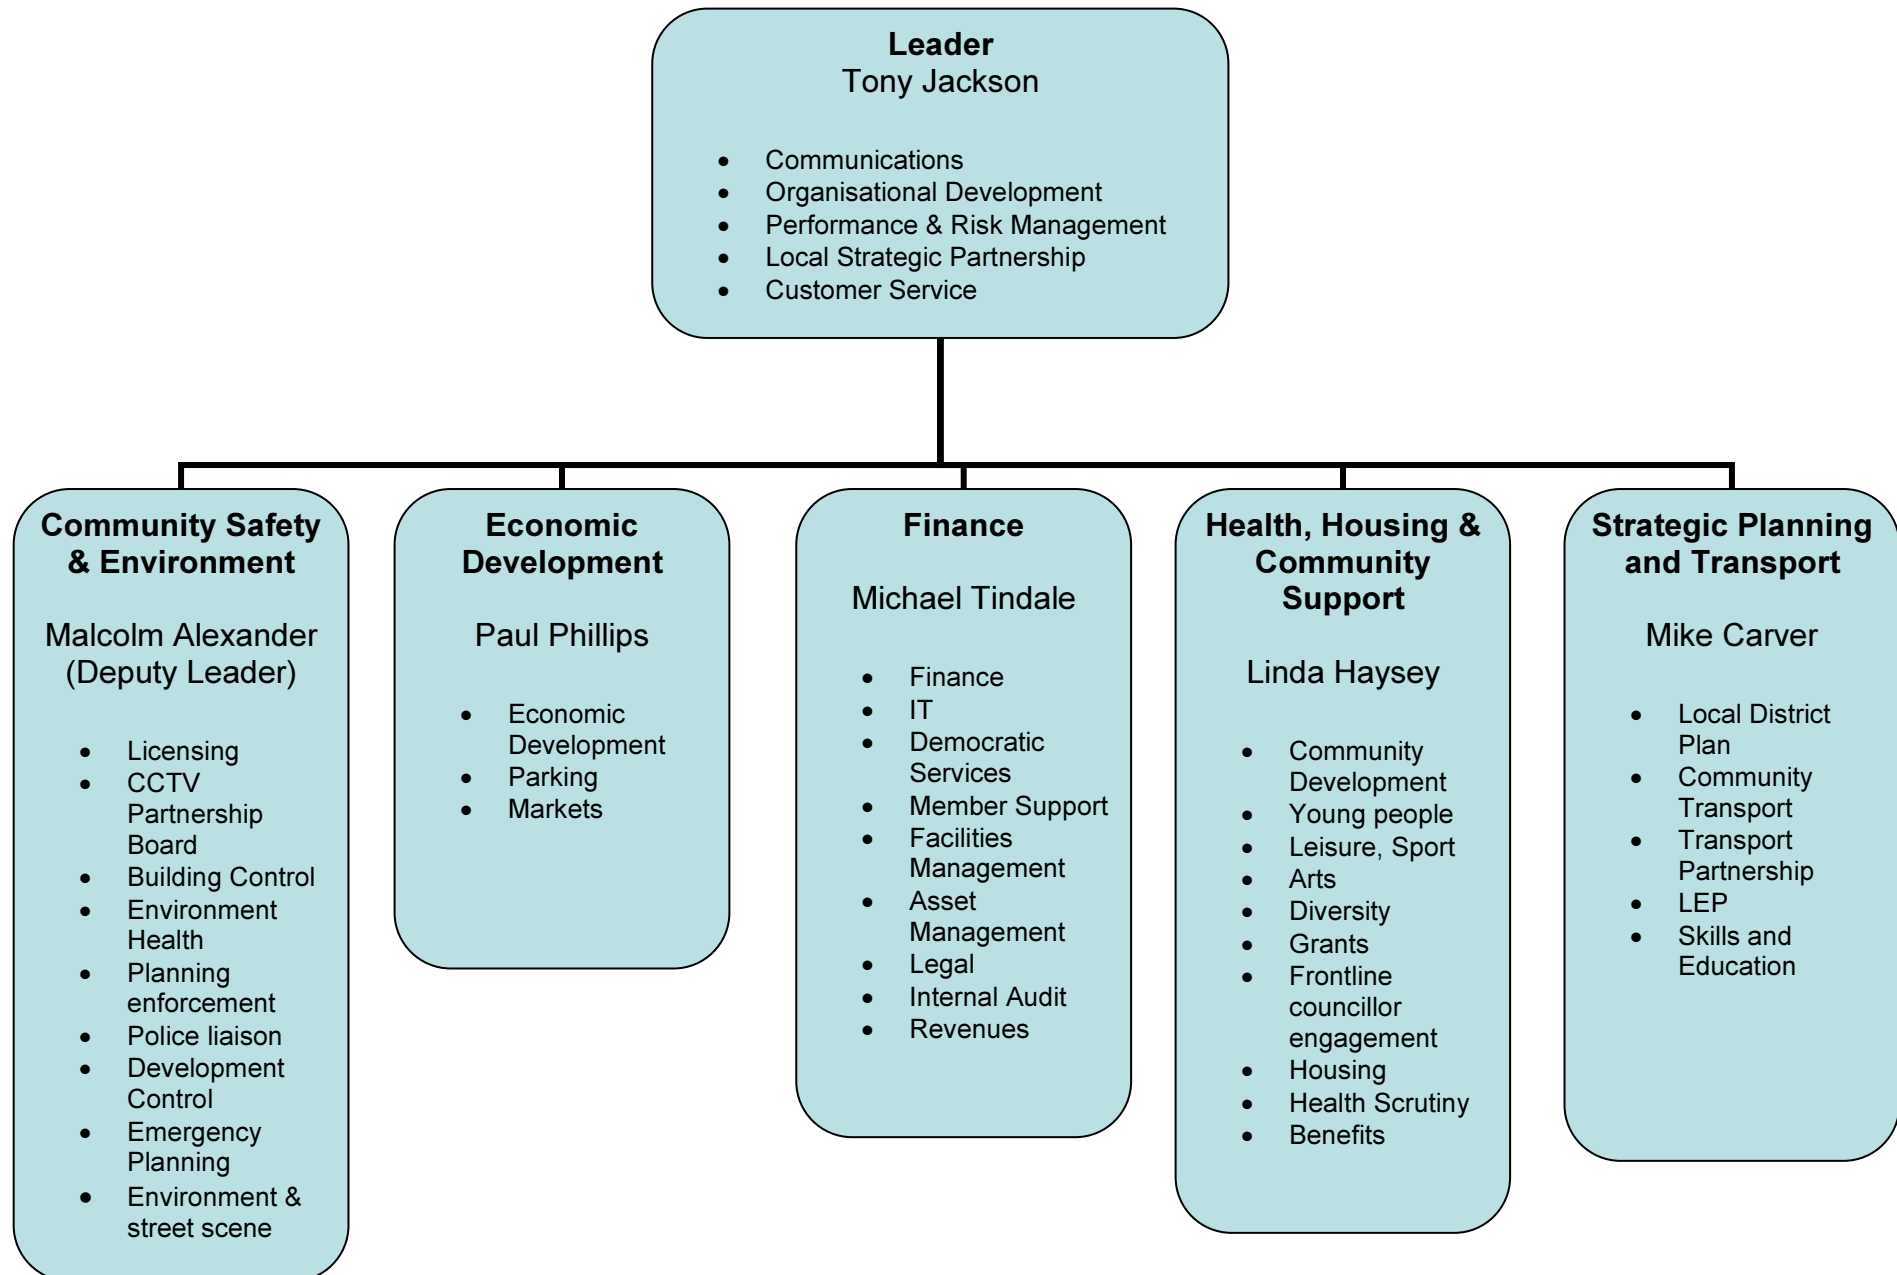 Leader
Tony Jackson
• Communications
• Organisational Development
• Performance & Risk Management
• Local Strategic Partnership
• Customer Service
Community Safety
& Environment
Malcolm Alexander
(Deputy Leader)
• Licensing
• CCTV
Partnership
Board
• Building Control
• Environment
Health
• Planning
enforcement
• Police liaison
• Development
Control
• Emergency
Planning
• Environment &
street scene
Economic
Development
Paul Phillips
• Economic
Development
• Parking
• Markets
Finance
Michael Tindale
• Finance
• IT
• Democratic
Services
• Member Support
• Facilities
Management
• Asset
Management
• Legal
• Internal Audit
• Revenues
Health, Housing &
Community
Support
Linda Haysey
• Community
Development
• Young people
• Leisure, Sport
• Arts
• Diversity
• Grants
• Frontline
councillor
engagement
• Housing
• Health Scrutiny
• Benefits
Strategic Planning
and Transport
Mike Carver
• Local District
Plan
• Community
Transport
• Transport
Partnership
• LEP
• Skills and
Education